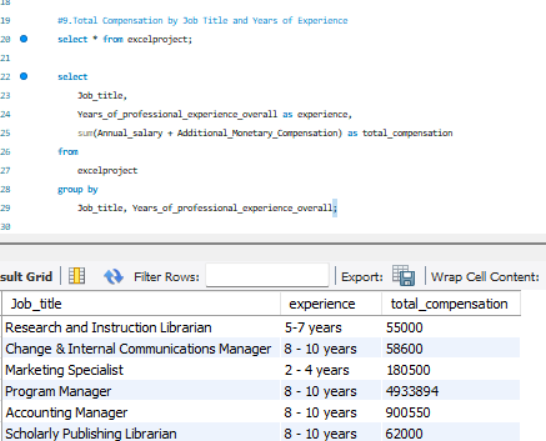 18
19 #9.Total Compensation by Job Title and Years of Experience
20 select * from excelproject;
21
22 select
23 Job_title,
24 Years_of_professional_experience_overall as experience,
25 sum(Annual_salary + Additional_Monetary_Compensation) as total_compensation
26 from
27 excelproject
28 group by
29 Job_title, Years_of_professional_experience_overall;
30
sult Grid Filter Rows: Export: Wrap Cell Content:
Job_title experience total_compensation
Research and Instruction Librarian 5-7 years 55000
Change & Internal Communications Manager 8 - 10 years 58600
Marketing Specialist 2 - 4 years 180500
Program Manager 8 - 10 years 4933894
Accounting Manager 8 - 10 years 900550
Scholarly Publishing Librarian 8 - 10 years 62000